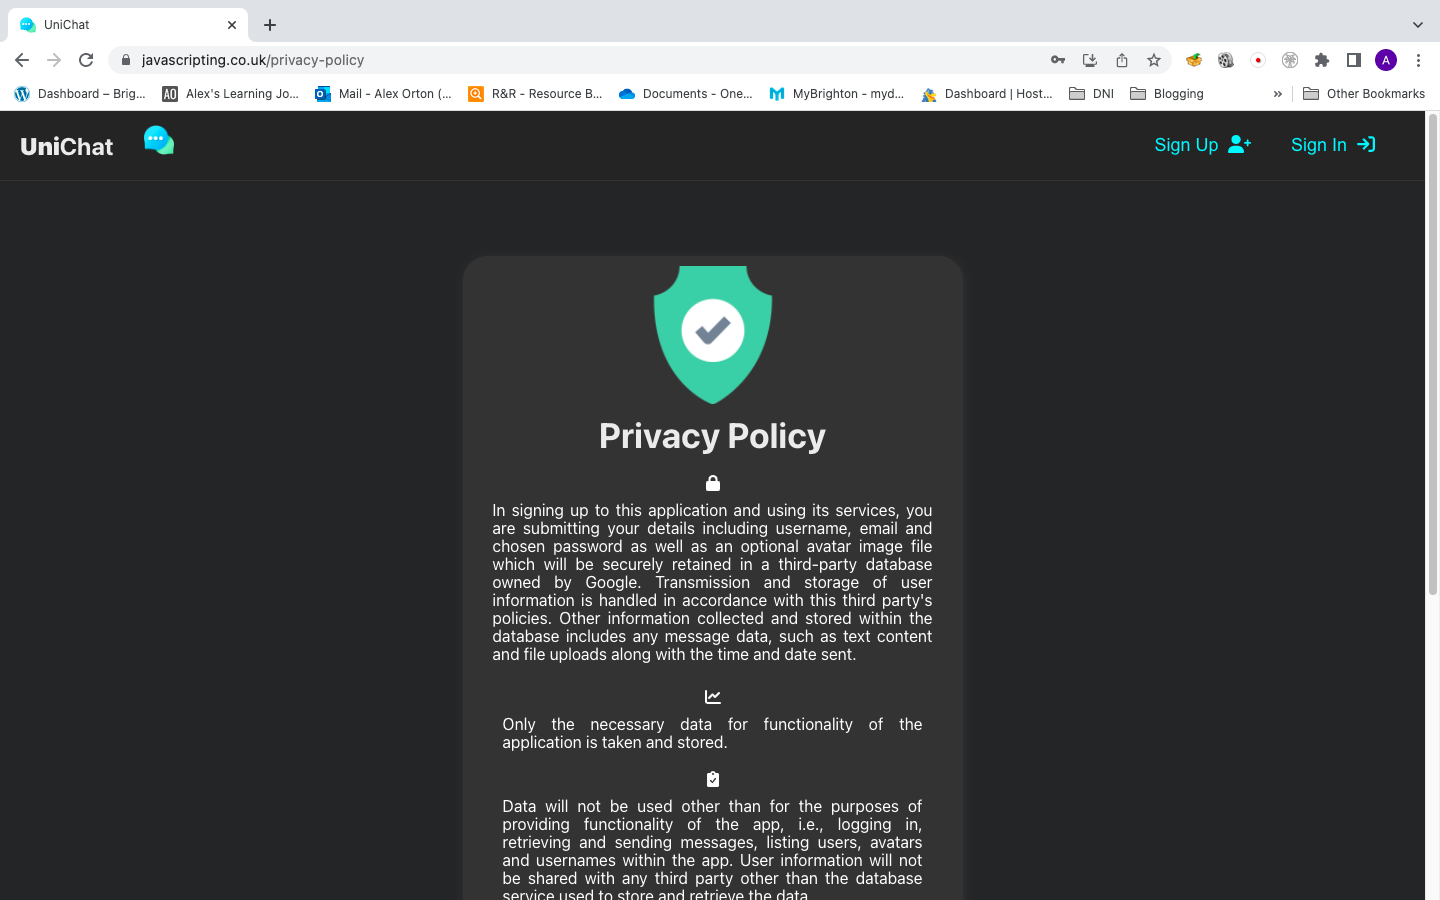 UniChat
javascripting.co.uk/privacy-policy
A
Dashboard – Brig...
AO
Alex's Learning Jo...
Mail - Alex Orton (...
R&R - Resource B...
Documents - One...
MyBrighton - myd...
Dashboard | Host...
DNI
Blogging
»
Other Bookmarks
UniChat
Sign Up
Sign In
Privacy Policy
In signing up to this application and using its services, you
are submitting your details including username, email and
chosen password as well as an optional avatar image file
which will be securely retained in a third-party database
owned by Google. Transmission and storage of user
information is handled in accordance with this third party's
policies. Other information collected and stored within the
database includes any message data, such as text content
and file uploads along with the time and date sent.
Only the necessary data for functionality of the
application is taken and stored.
Data will not be used other than for the purposes of
providing functionality of the app, i.e., logging in,
retrieving and sending messages, listing users, avatars
and usernames within the app. User information will not
be shared with any third party other than the database
service used to store and retrieve the data.